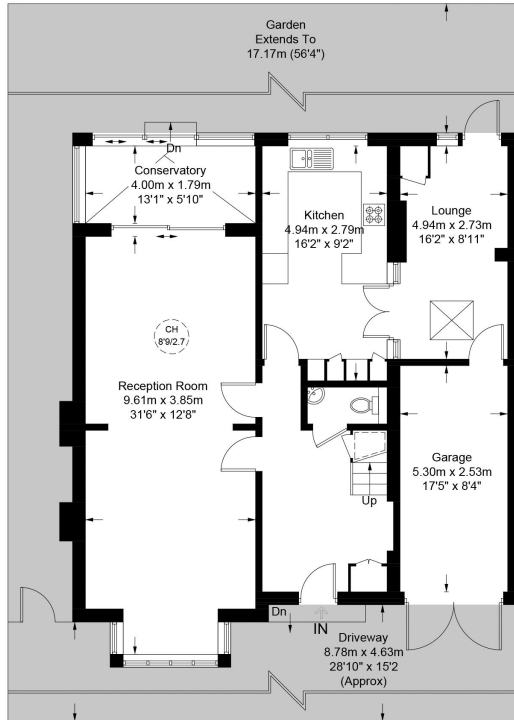 Garden
Extends To
17.17m (56'4")
Dn
Conservatory
4.00m x 1.79m
13'1" x 5'10"
Kitchen
4.94m x 2.79m
16'2" x 9'2"
Lounge
4.94m x 2.73m
16'2" x 8'11"
CH
8'9/2.7
Reception Room
9.61m x 3.85m
31'6" x 12'8"
Garage
5.30m x 2.53m
17'5" x 8'4"
Up
Dn
IN
Driveway
8.78m x 4.63m
28'10" x 15'2
(Approx)